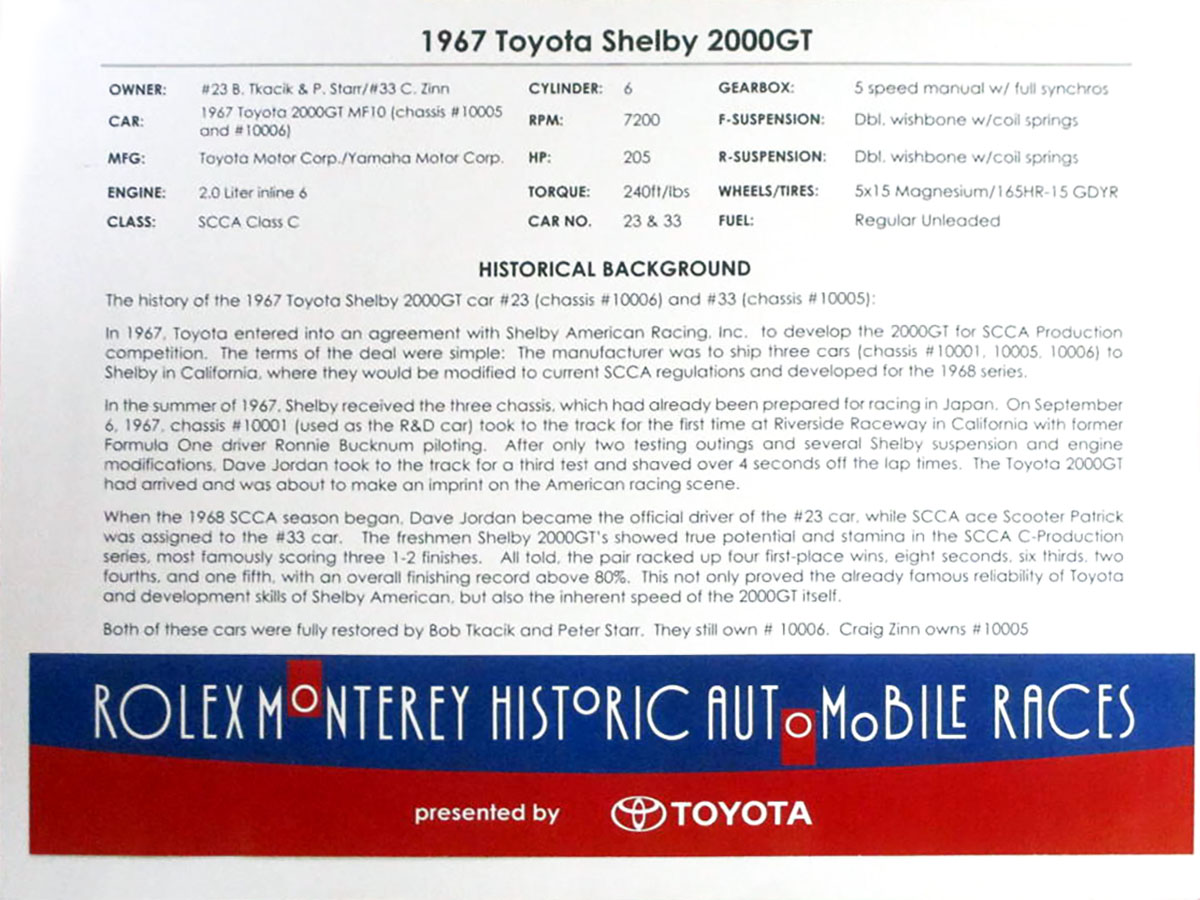 1967 Toyota Shelby 2000GT
OWNER: #23 B. Tkacik & P. Starr/#33 C. Zinn CYLINDER: 6 GEARBOX: 5 speed manual w/ full synchros
CAR: 1967 Toyota 2000GT MF10 (chassis #10005 and #10006) RPM: 7200 F-SUSPENSION: Dbl. wishbone w/coil springs
MFG: Toyota Motor Corp./Yamaha Motor Corp. HP: 205 R-SUSPENSION: Dbl. wishbone w/coil springs
ENGINE: 2.0 Liter inline 6 TORQUE: 240ft/lbs WHEELS/TIRES: 5x15 Magnesium/165HR-15 GDYR
CLASS: SCCA Class C CAR NO. 23 & 33 FUEL: Regular Unleaded
HISTORICAL BACKGROUND
The history of the 1967 Toyota Shelby 2000GT car #23 (chassis #10006) and #33 (chassis #10005):
In 1967, Toyota entered into an agreement with Shelby American Racing, Inc. to develop the 2000GT for SCCA Production
competition. The terms of the deal were simple: The manufacturer was to ship three cars (chassis #10001, 10005, 10006) to
Shelby in California, where they would be modified to current SCCA regulations and developed for the 1968 series.
In the summer of 1967, Shelby received the three chassis, which had already been prepared for racing in Japan. On September
6, 1967, chassis #10001 (used as the R&D car) took to the track for the first time at Riverside Raceway in California with former
Formula One driver Ronnie Bucknum piloting. After only two testing outings and several Shelby suspension and engine
modifications, Dave Jordan took to the track for a third test and shaved over 4 seconds off the lap times. The Toyota 2000GT
had arrived and was about to make an imprint on the American racing scene.
When the 1968 SCCA season began, Dave Jordan became the official driver of the #23 car, while SCCA ace Scooter Patrick
was assigned to the #33 car. The freshmen Shelby 2000GT's showed true potential and stamina in the SCCA C-Production
series, most famously scoring three 1-2 finishes. All told, the pair racked up four first-place wins, eight seconds, six thirds, two
fourths, and one fifth, with an overall finishing record above 80%. This not only proved the already famous reliability of Toyota
and development skills of Shelby American, but also the inherent speed of the 2000GT itself.
Both of these cars were fully restored by Bob Tkacik and Peter Starr. They still own # 10006. Craig Zinn owns #10005
ROLEX MONTEREY HISTORIC AUTOMOBILE RACES
presented by TOYOTA